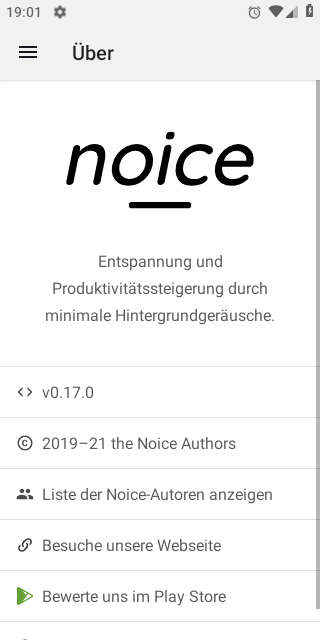 19:01
Über
noice
Entspannung und
Produktivitätssteigerung durch
minimale Hintergrundgeräusche.
v0.17.0
2019–21 the Noice Authors
Liste der Noice-Autoren anzeigen
Besuche unsere Webseite
Bewerte uns im Play Store